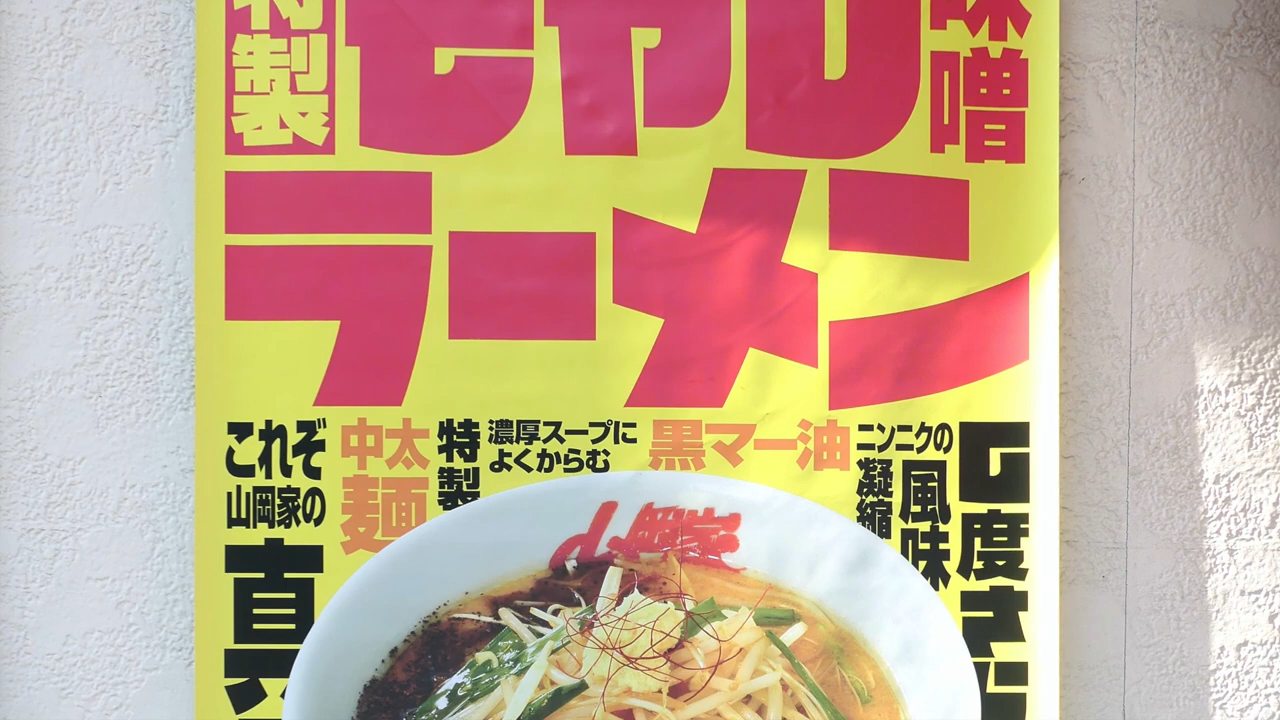 特製
もやし
味噌
ラーメン
これぞ
山岡家の
真
中太
麺
特製
濃厚スープに
よくからむ
黒マー油
ニンニクの
凝縮
風味
度
山岡家